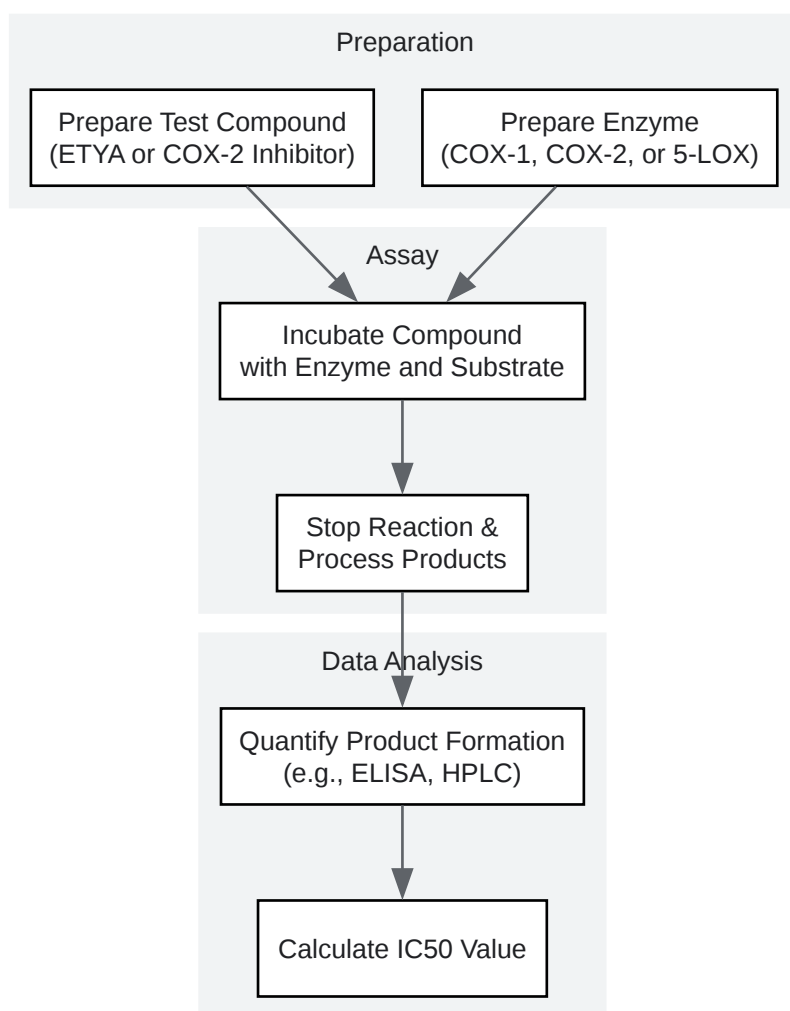 Preparation
Prepare Test Compound
(ETYA or COX-2 Inhibitor)
Prepare Enzyme
(COX-1, COX-2, or 5-LOX)
Assay
Incubate Compound
with Enzyme and Substrate
Stop Reaction &
Process Products
Data Analysis
Quantify Product Formation
(e.g., ELISA, HPLC)
Calculate IC50 Value